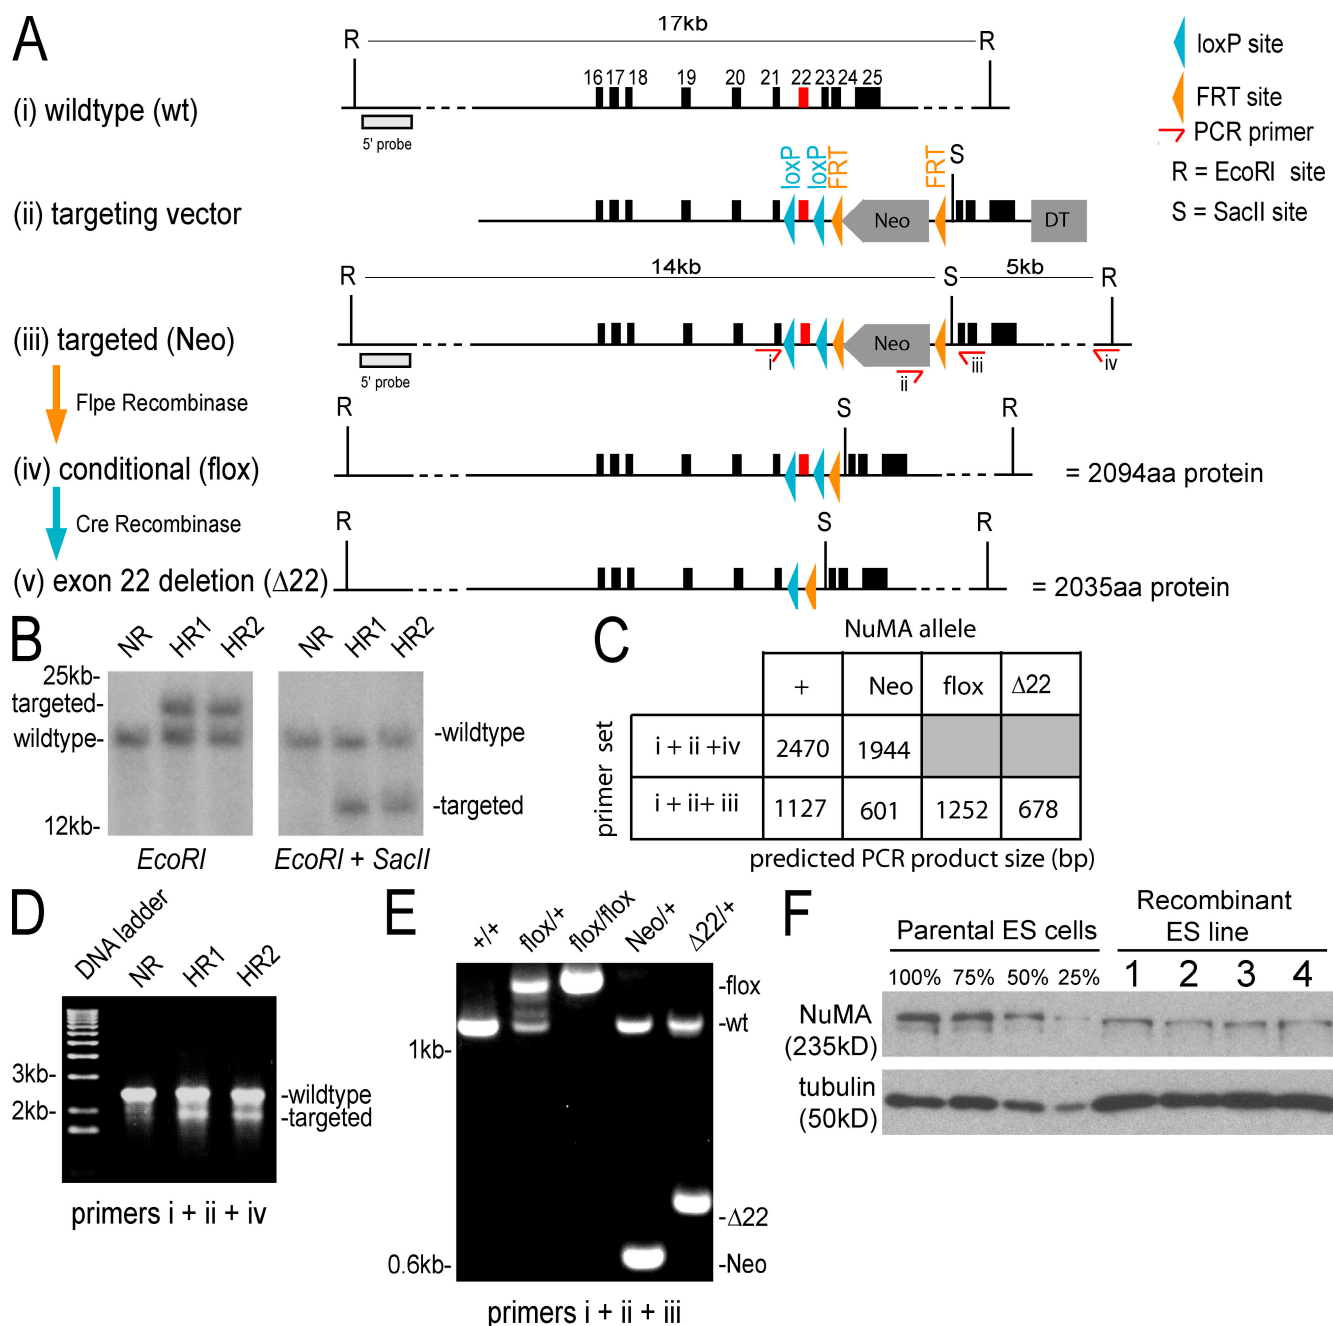 A
17kb
R
R
16 17 18 19 20 21 22 23 24 25
(i) wildtype (wt)
5' probe
loxP site
FRT site
PCR primer
R = EcoRI site
S = SacII site
loxP loxP FRT FRT S
(ii) targeting vector
Neo
DT
14kb
5kb
R
S
R
(iii) targeted (Neo)
Neo
i
ii
iii
iv
5' probe
Flpe Recombinase
R
S
R
(iv) conditional (flox)
= 2094aa protein
Cre Recombinase
R
S
R
(v) exon 22 deletion (Δ22)
= 2035aa protein
B
NR HR1 HR2
NR HR1 HR2
25kb-
targeted-
wildtype-
12kb-
-wildtype
-targeted
EcoRI
EcoRI + SacII
C
NuMA allele
+ Neo flox Δ22
primer set
i + ii +iv 2470 1944
i + ii+ iii 1127 601 1252 678
predicted PCR product size (bp)
D
DNA ladder NR HR1 HR2
3kb-
2kb-
-wildtype
-targeted
primers i + ii + iv
E
+/+ flox/+ flox/flox Neo/+ Δ22/+
-flox
-wt
1kb-
-Δ22
0.6kb-
-Neo
primers i + ii + iii
F
Parental ES cells
Recombinant
ES line
100% 75% 50% 25% 1 2 3 4
NuMA
(235kD)
tubulin
(50kD)